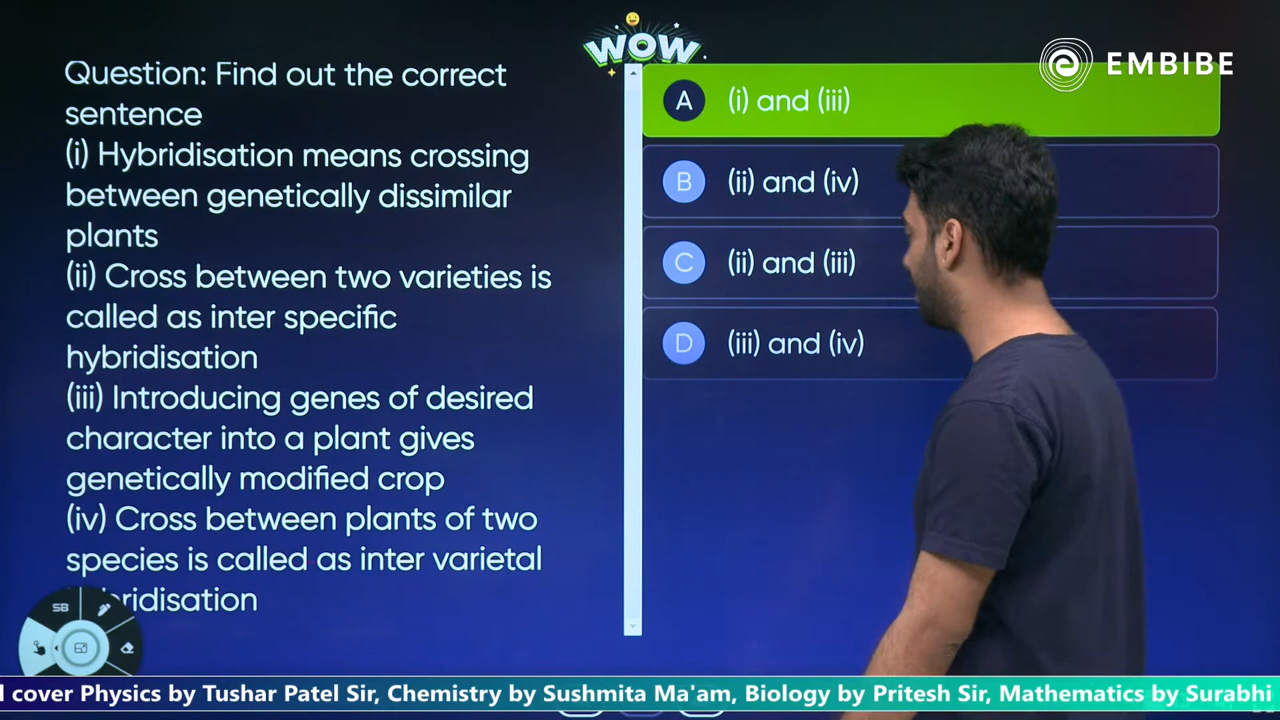 WOW
EMBIBE
Question: Find out the correct
sentence
(i) Hybridisation means crossing
between genetically dissimilar
plants
(ii) Cross between two varieties is
called as inter specific
hybridisation
(iii) Introducing genes of desired
character into a plant gives
genetically modified crop
(iv) Cross between plants of two
species is called as inter varietal
ridisation
A (i) and (iii)
B (ii) and (iv)
C (ii) and (iii)
D (iii) and (iv)
SB
cover Physics by Tushar Patel Sir, Chemistry by Sushmita Ma'am, Biology by Pritesh Sir, Mathematics by Surabhi